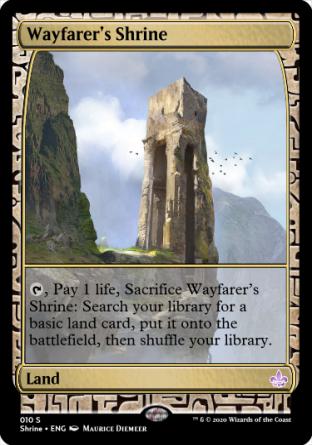 Wayfarer's Shrine
, Pay 1 life, Sacrifice Wayfarer's
Shrine: Search your library for a
basic land card, put it onto the
battlefield, then shuffle your library.
Land
010 S
Shrine • ENG Maurice Diemeer
™ & © 2020 Wizards of the Coast